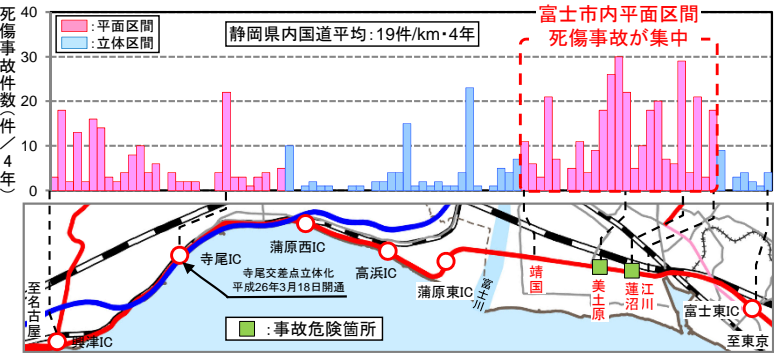 死傷事故件数(件/4年)
40
30
20
10
0
:平面区間
:立体区間
静岡県内国道平均:19件/km・4年
富士市内平面区間
死傷事故が集中
寺尾IC
蒲原西IC
高浜IC
蒲原東IC
富士川
靖国
美土原
蓮沼
江川
富士東IC
至東京
寺尾交差点立体化
平成26年3月18日開通
至名古屋
興津IC
:事故危険箇所